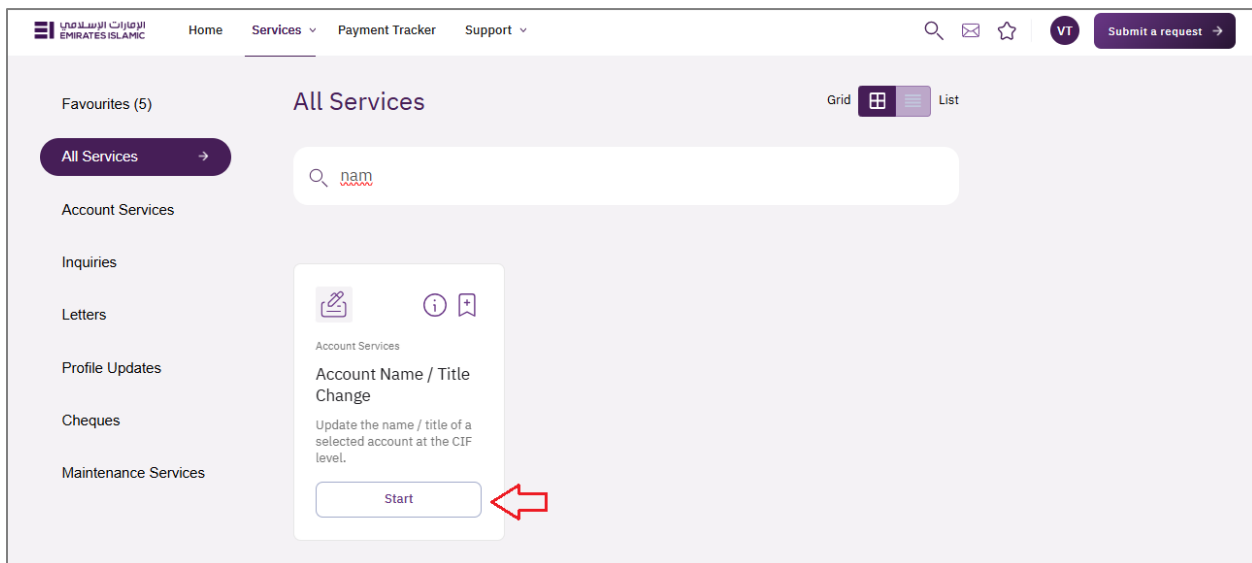 الإمارات الإسلامي
EMIRATES ISLAMIC
Home
Services
Payment Tracker
Support
VT
Submit a request
Favourites (5)
All Services
Account Services
Inquiries
Letters
Profile Updates
Cheques
Maintenance Services
All Services
Grid
List
nam
Account Services
Account Name / Title
Change
Update the name / title of a
selected account at the CIF
level.
Start